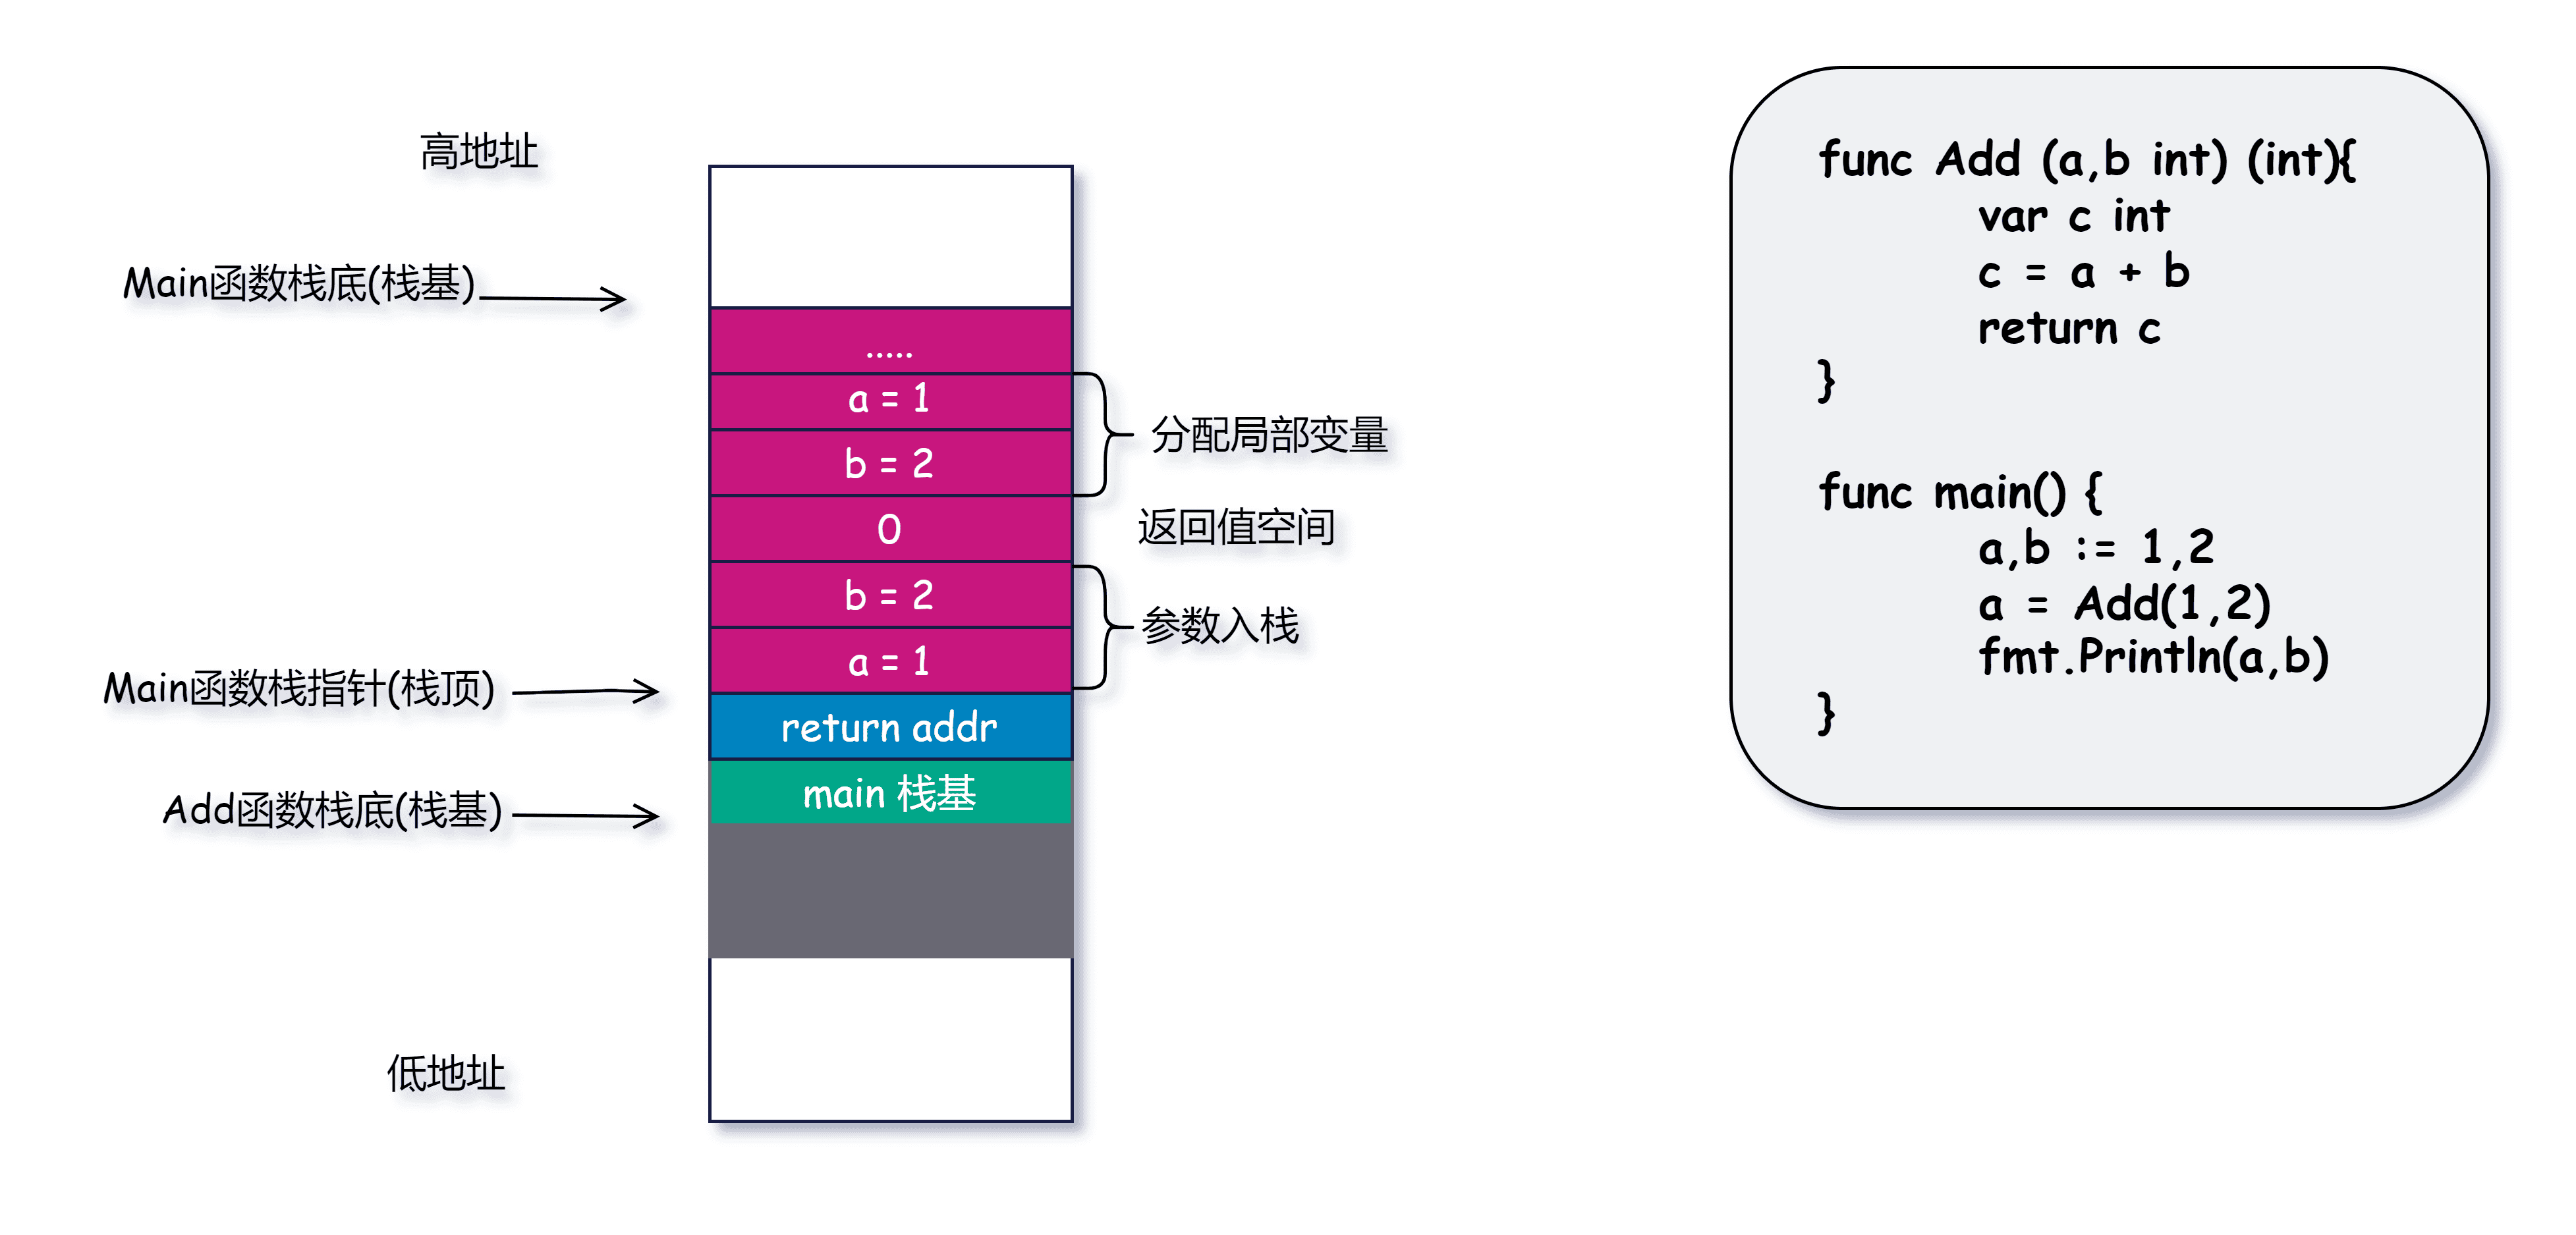 高地址
Main函数栈底(栈基)
.....
a = 1
b = 2
分配局部变量
0
返回值空间
b = 2
a = 1
参数入栈
Main函数栈指针(栈顶)
return addr
main 栈基
Add函数栈底(栈基)
低地址
func Add (a,b int) (int){
var c int
c = a + b
return c
}
func main() {
a,b := 1,2
a = Add(1,2)
fmt.Println(a,b)
}